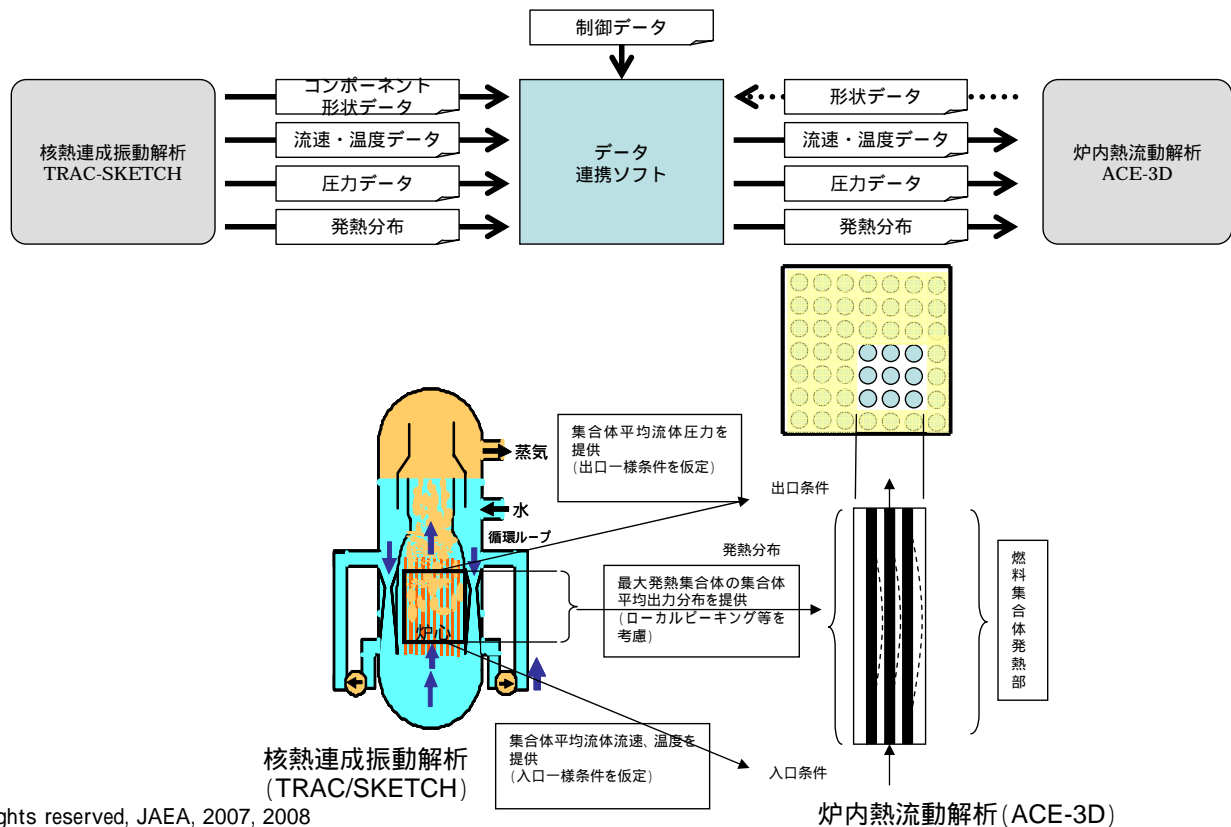 制御データ
コンポーネント
形状データ
流速・温度データ
圧力データ
発熱分布
核熱連成振動解析
TRAC-SKETCH
データ
連携ソフト
形状データ
流速・温度データ
圧力データ
発熱分布
炉内熱流動解析
ACE-3D
集合体平均流体圧力を
提供
(出口一様条件を仮定)
蒸気
水
循環ループ
炉心
出口条件
発熱分布
最大発熱集合体の集合体
平均出力分布を提供
(ローカルピーキング等を
考慮)
燃料集合体発熱部
集合体平均流体流速、温度を
提供
(入口一様条件を仮定)
入口条件
核熱連成振動解析
(TRAC/SKETCH)
炉内熱流動解析(ACE-3D)
ghts reserved, JAEA, 2007, 2008